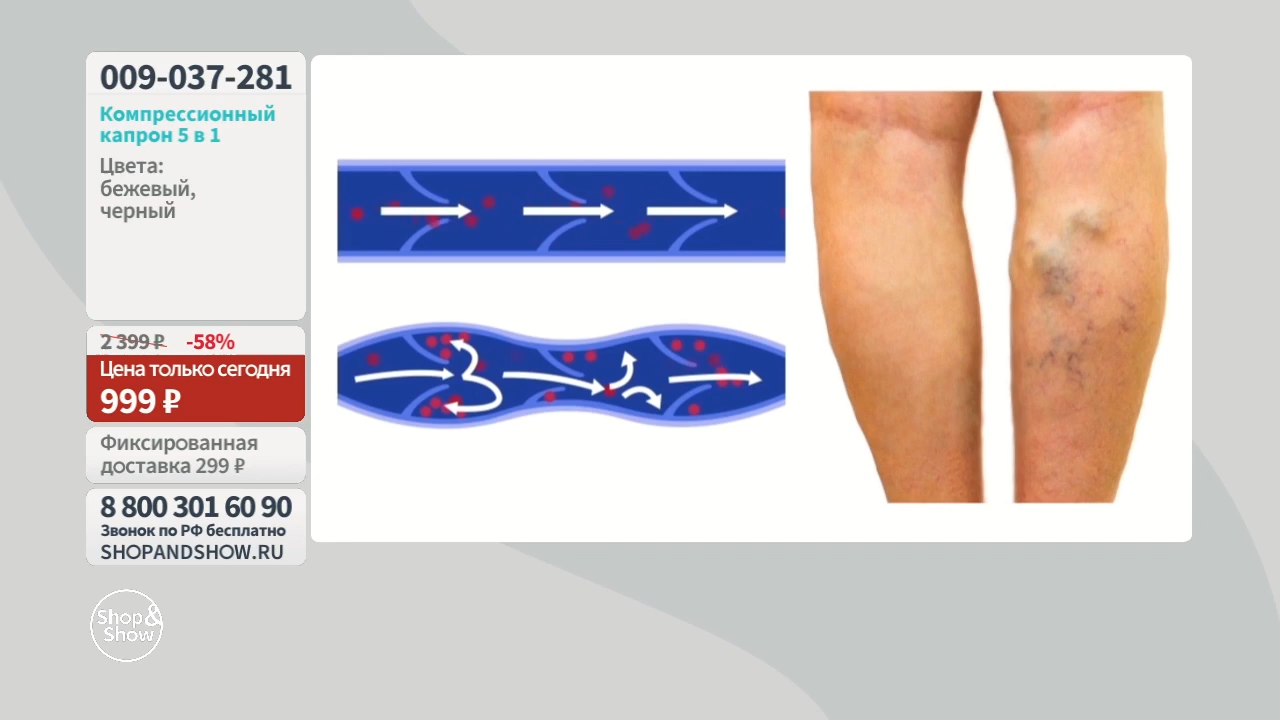 009-037-281
Компрессионный
капрон 5 в 1
Цвета:
бежевый,
черный
2 399 ₽ -58%
Цена только сегодня
999 ₽
Фиксированная
доставка 299 ₽
8 800 301 60 90
Звонок по РФ бесплатно
SHOPANDSHOW.RU
Shop&
Show